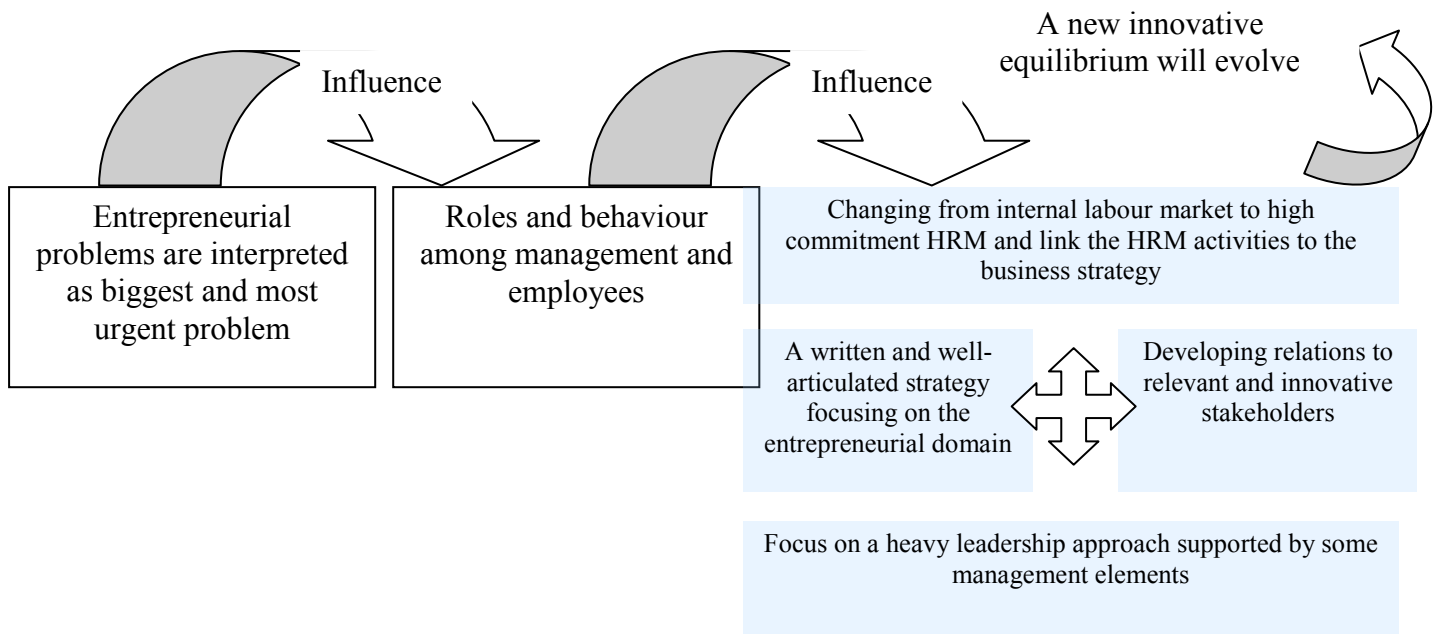 A new innovative
equilibrium will evolve
Influence
Influence
Entrepreneurial
problems are interpreted
as biggest and most
urgent problem
Roles and behaviour
among management and
employees
Changing from internal labour market to high
commitment HRM and link the HRM activities to the
business strategy
A written and well-
articulated strategy
focusing on the
entrepreneurial domain
Developing relations to
relevant and innovative
stakeholders
Focus on a heavy leadership approach supported by some
management elements